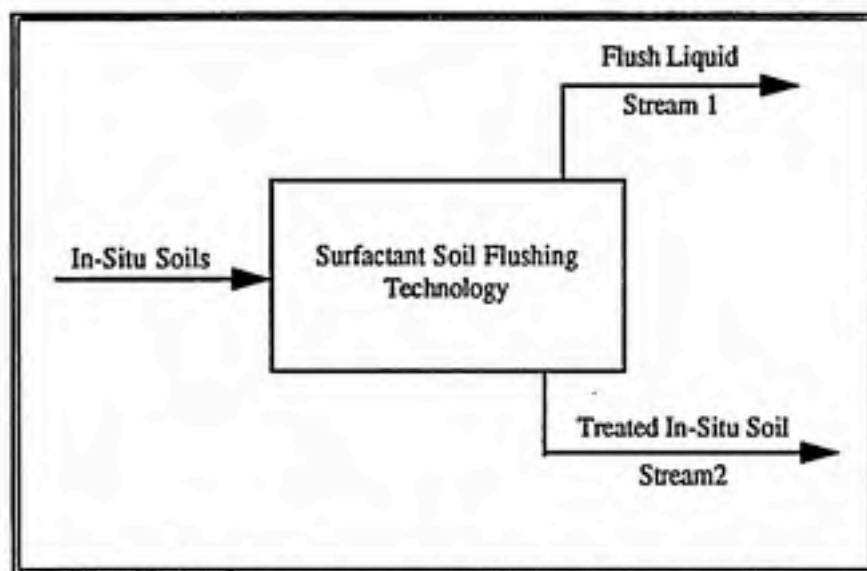 Flush Liquid
Stream 1
In-Situ Soils
Surfactant Soil Flushing
Technology
Treated In-Situ Soil
Stream2